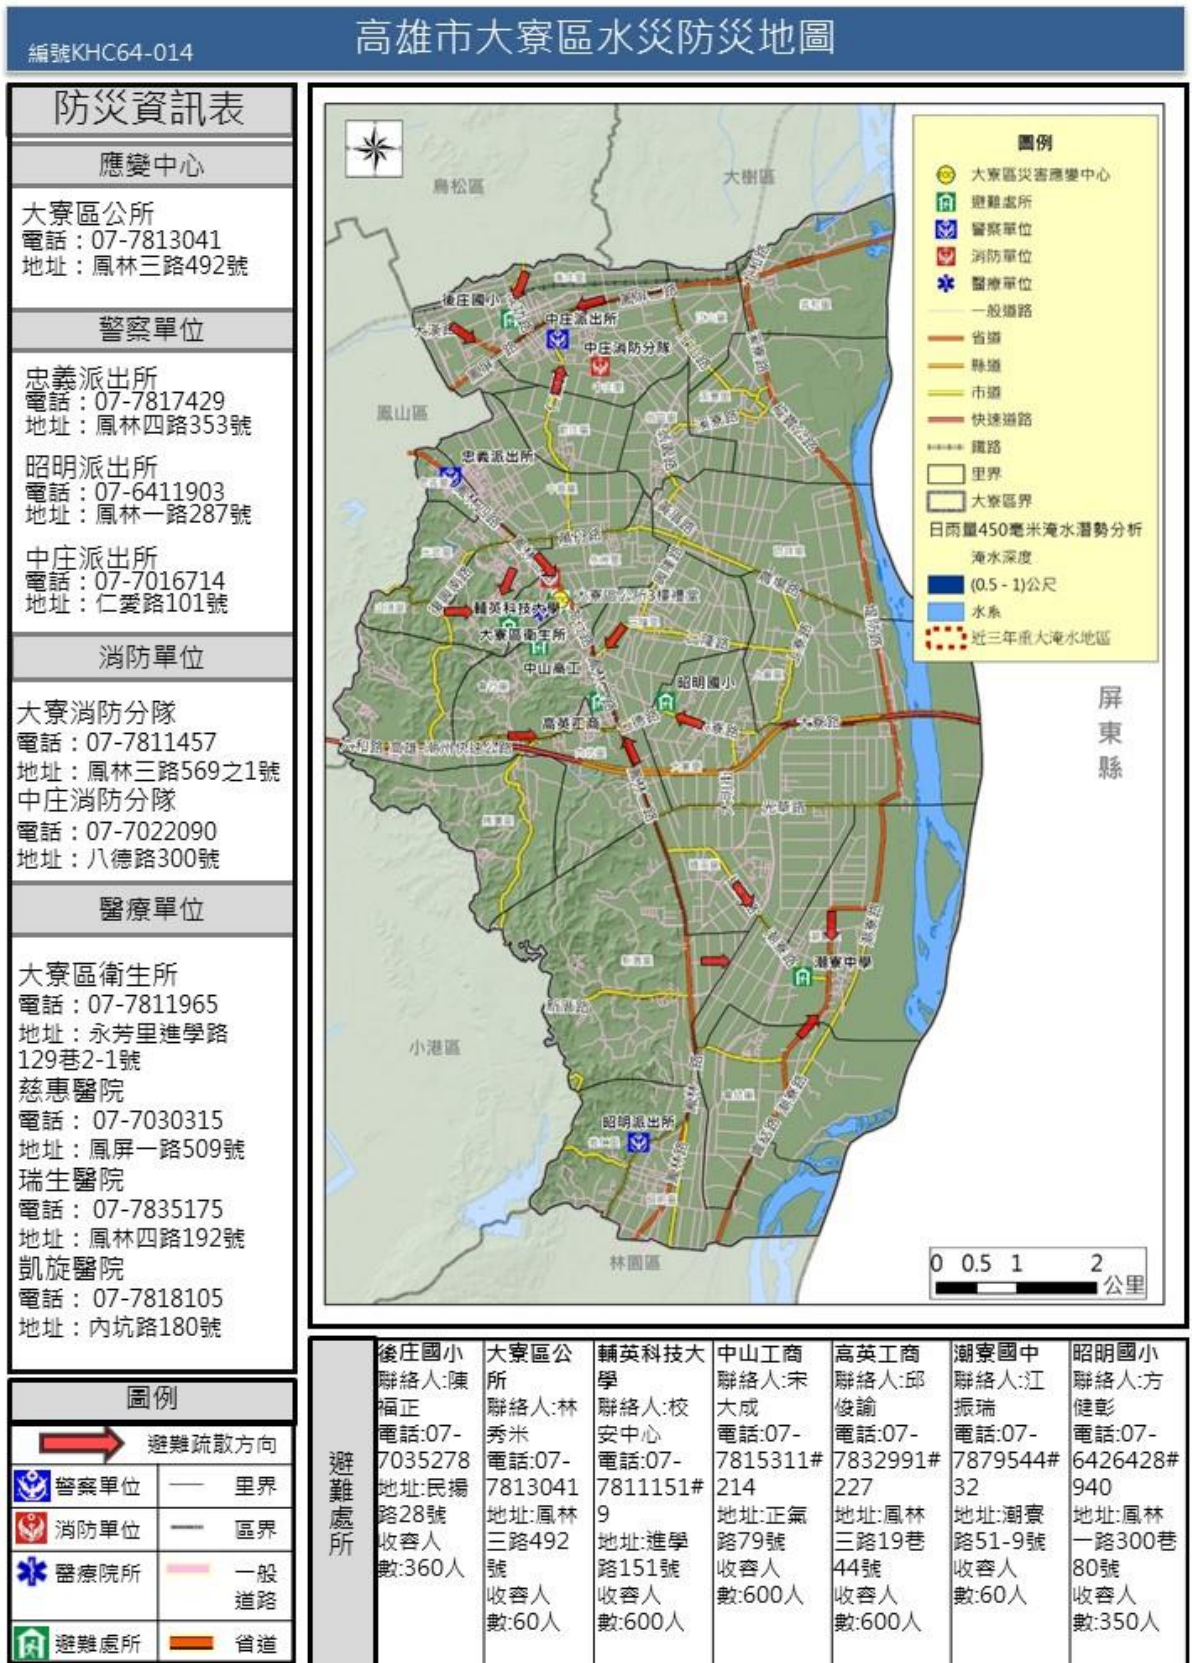 編號KHC64-014
高雄市大寮區水災防災地圖
防災資訊表
應變中心
大寮區公所
電話：07-7813041
地址：鳳林三路492號
警察單位
忠義派出所
電話：07-7817429
地址：鳳林四路353號
昭明派出所
電話：07-6411903
地址：鳳林一路287號
中庄派出所
電話：07-7016714
地址：仁愛路101號
消防單位
大寮消防分隊
電話：07-7811457
地址：鳳林三路569之1號
中庄消防分隊
電話：07-7022090
地址：八德路300號
醫療單位
大寮區衛生所
電話：07-7811965
地址：永芳里進學路
129巷2-1號
慈惠醫院
電話： 07-7030315
地址：鳳屏一路509號
瑞生醫院
電話： 07-7835175
地址：鳳林四路192號
凱旋醫院
電話： 07-7818105
地址：內坑路180號
圖例
避難疏散方向
警察單位
里界
消防單位
區界
醫療院所
一般
道路
避難處所
省道
鳥松區
大樹區
鳳山區
小港區
林園區
屏
東
縣
後庄國小
中庄派出所
中庄消防分隊
忠義派出所
大寮區公所3樓禮堂
輔英科技大學
大寮區衛生所
中山高工
昭明國小
高英工商
潮寮中學
昭明派出所
光華路
大寮路
圖例
大寮區災害應變中心
避難處所
警察單位
消防單位
醫療單位
一般道路
省道
縣道
市道
快速道路
鐵路
里界
大寮區界
日雨量450毫米淹水潛勢分析
淹水深度
(0.5 - 1)公尺
水系
近三年重大淹水地區
0 0.5 1 2
公里
避
難
處
所
後庄國小
聯絡人:陳
福正
電話:07-
7035278
地址:民揚
路28號
收容人
數:360人
大寮區公
所
聯絡人:林
秀米
電話:07-
7813041
地址:鳳林
三路492
號
收容人
數:60人
輔英科技大
學
聯絡人:校
安中心
電話:07-
7811151#
9
地址:進學
路151號
收容人
數:600人
中山工商
聯絡人:宋
大成
電話:07-
7815311#
214
地址:正氣
路79號
收容人
數:600人
高英工商
聯絡人:邱
俊諭
電話:07-
7832991#
227
地址:鳳林
三路19巷
44號
收容人
數:600人
潮寮國中
聯絡人:江
振瑞
電話:07-
7879544#
32
地址:潮寮
路51-9號
收容人
數:60人
昭明國小
聯絡人:方
健彰
電話:07-
6426428#
940
地址:鳳林
一路300巷
80號
收容人
數:350人